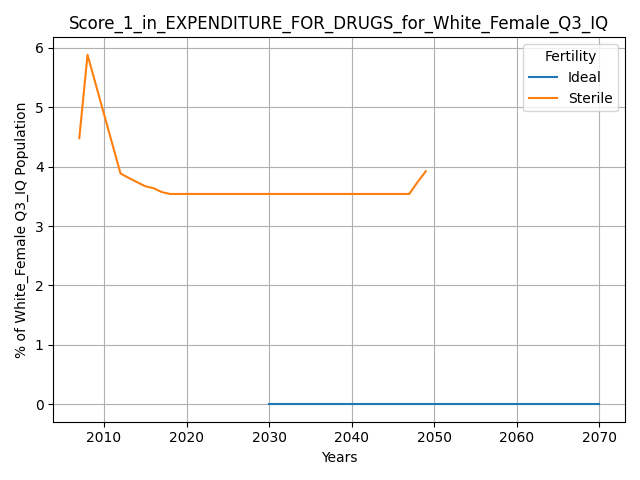 Score_1_in_EXPENDITURE_FOR_DRUGS_for_White_Female_Q3_IQ
Fertility
Ideal
Sterile
% of White_Female Q3_IQ Population
6
5
4
3
2
1
0
2010 2020 2030 2040 2050 2060 2070
Years